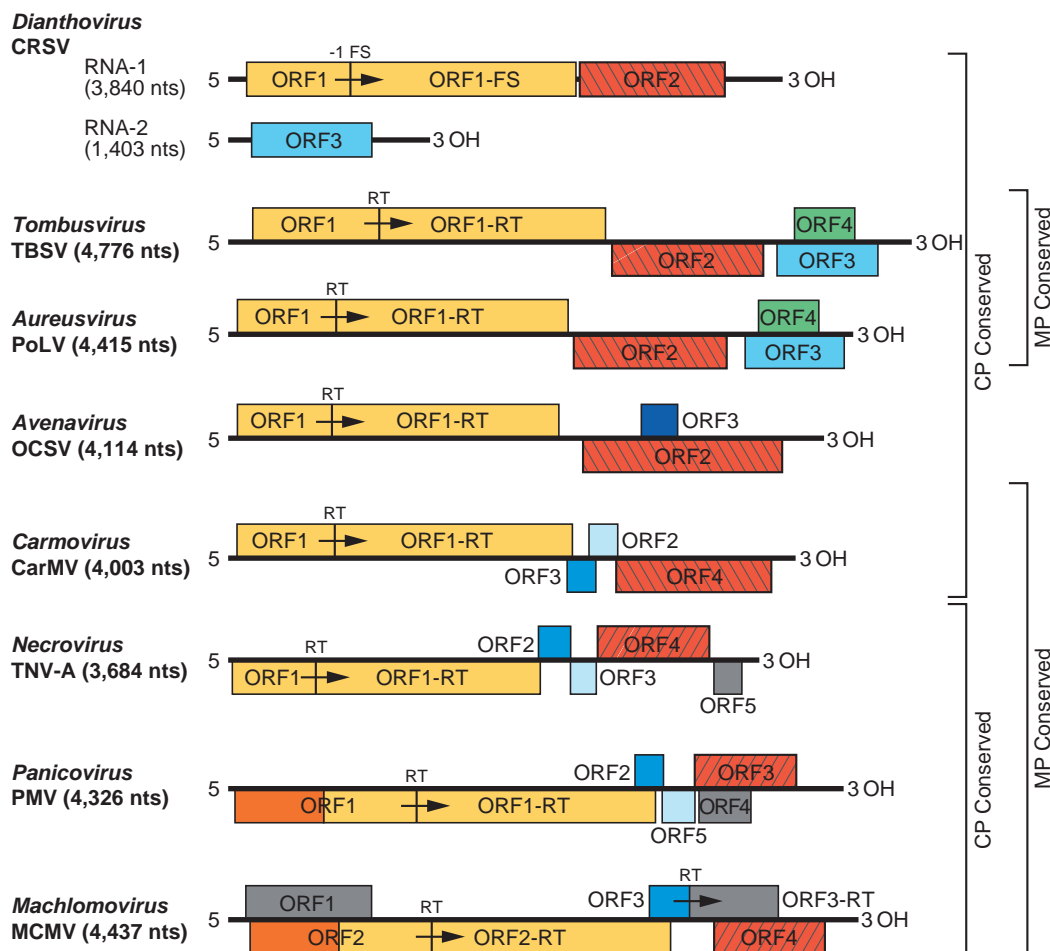 Dianthovirus
CRSV
-1 FS
RNA-1
(3,840 nts)
5 ORF1 ORF1-FS ORF2 3 OH
RNA-2
(1,403 nts)
5 ORF3 3 OH
RT
Tombusvirus
TBSV (4,776 nts)
5 ORF1 ORF1-RT ORF4 3 OH
ORF2 ORF3
RT
Aureusvirus
PoLV (4,415 nts)
5 ORF1 ORF1-RT ORF4 3 OH
ORF2 ORF3
RT
Avenavirus
OCSV (4,114 nts)
5 ORF1 ORF1-RT ORF3 3 OH
ORF2
RT
Carmovirus
CarMV (4,003 nts)
5 ORF1 ORF1-RT ORF2 3 OH
ORF3 ORF4
Necrovirus
TNV-A (3,684 nts)
ORF2 ORF4
5 RT 3 OH
ORF1 ORF1-RT ORF3
ORF5
Panicovirus
PMV (4,326 nts)
ORF2 ORF3
5 RT 3 OH
ORF1 ORF1-RT ORF4
ORF5
Machlomovirus
MCMV (4,437 nts)
RT
ORF1 ORF3 ORF3-RT
5 RT 3 OH
ORF2 ORF2-RT ORF4
CP Conserved
MP Conserved
CP Conserved
MP Conserved